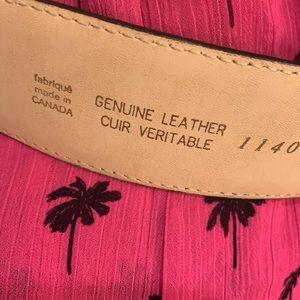 fabriqué
made in
CANADA
GENUINE LEATHER
CUIR VERITABLE
1140